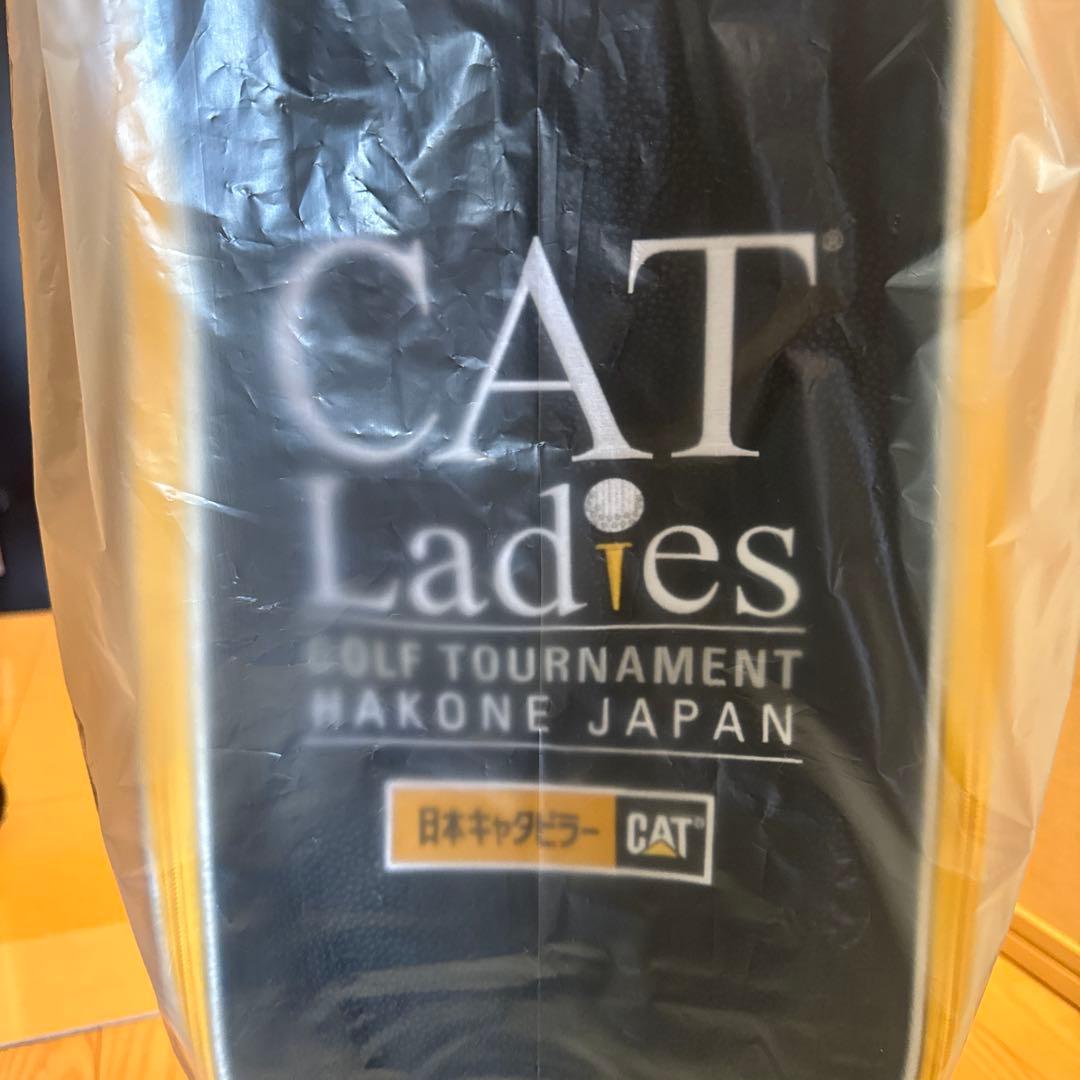 CAT®
Ladies
GOLF TOURNAMENT
HAKONE JAPAN
日本キャタピラー CAT®